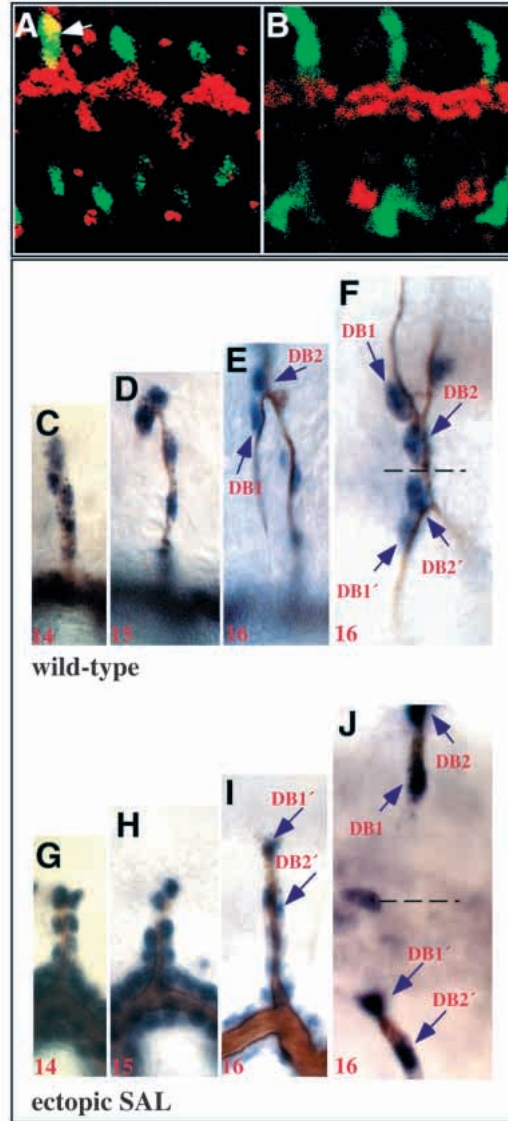 A
B
C
D
E
F
DB1
DB2
DB2
DB1
DB1´
DB2´
14
15
16
16
wild-type
G
H
I
J
DB1´
DB2´
DB2
DB1
DB1´
DB2´
14
15
16
16
ectopic SAL